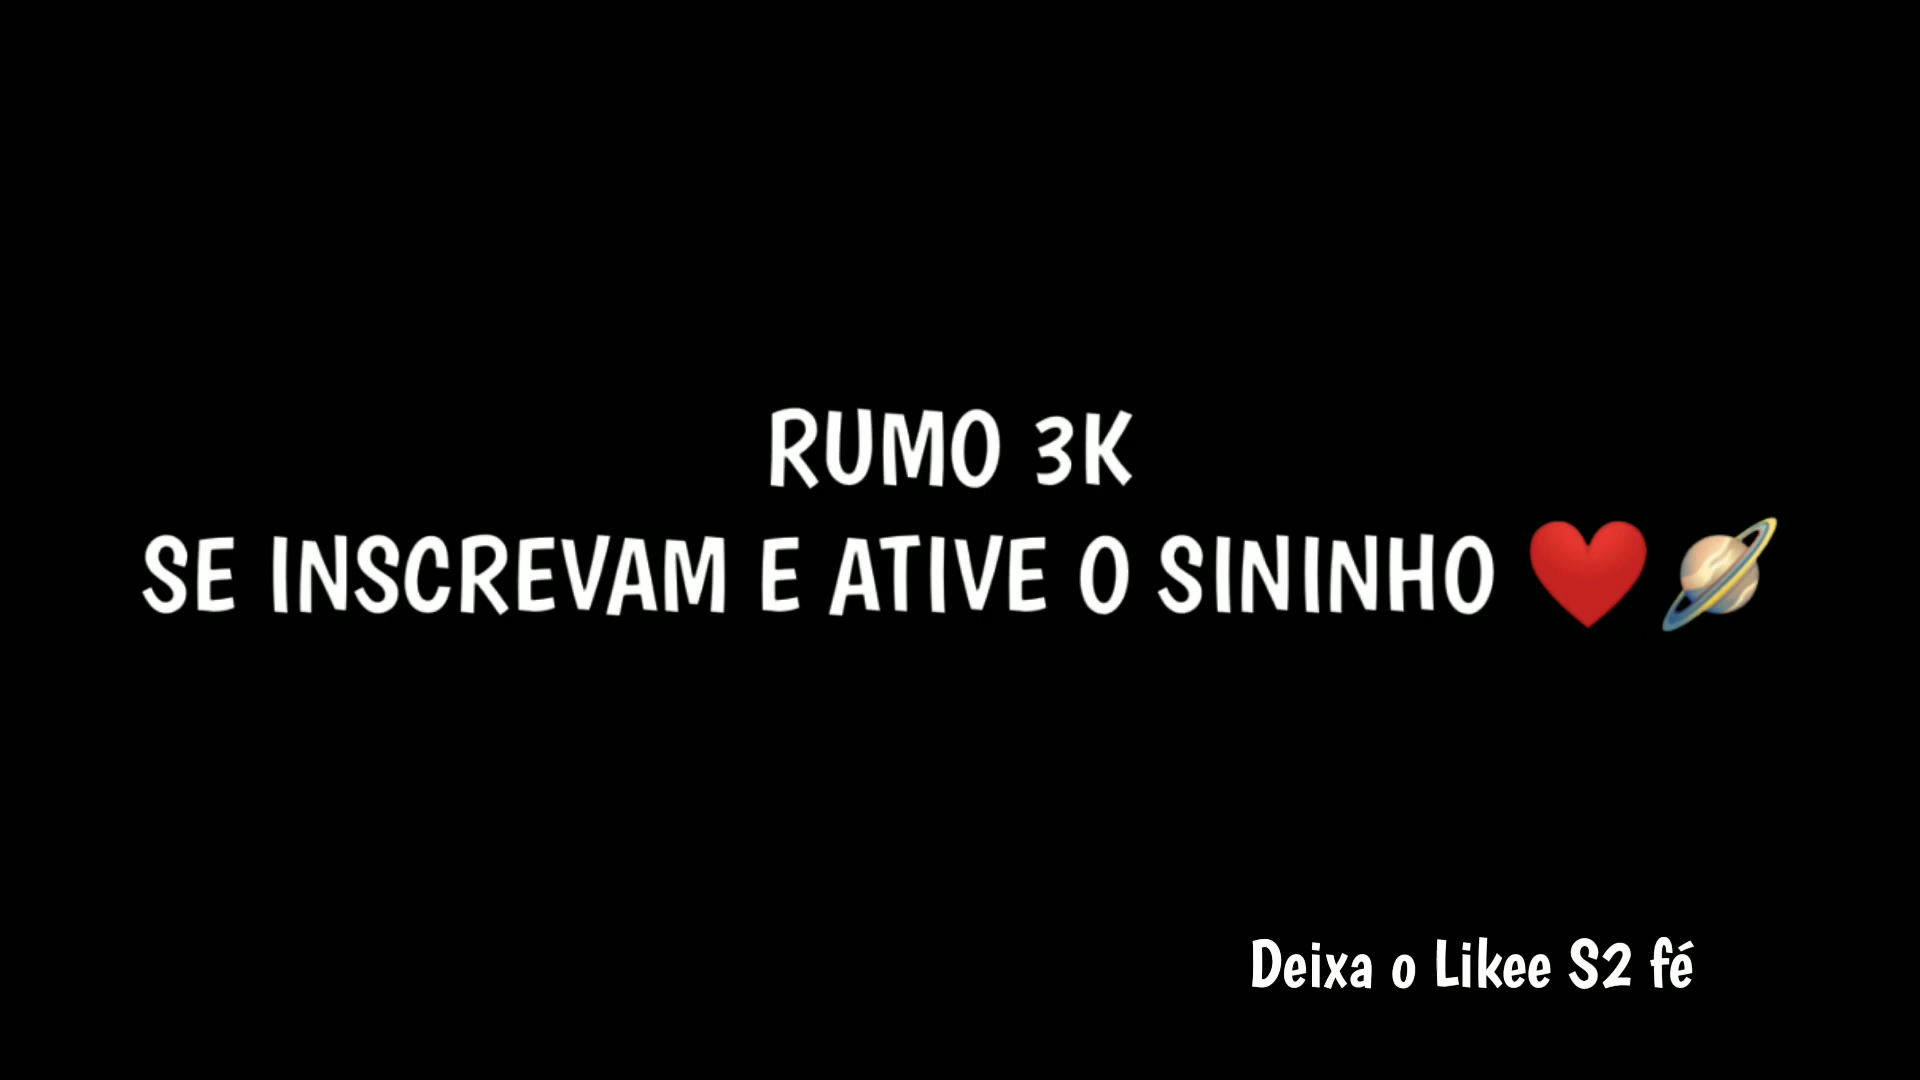 RUMO 3K
SE INSCREVAM E ATIVE O SININHO ❤️🪐
Deixa o Likee S2 fé